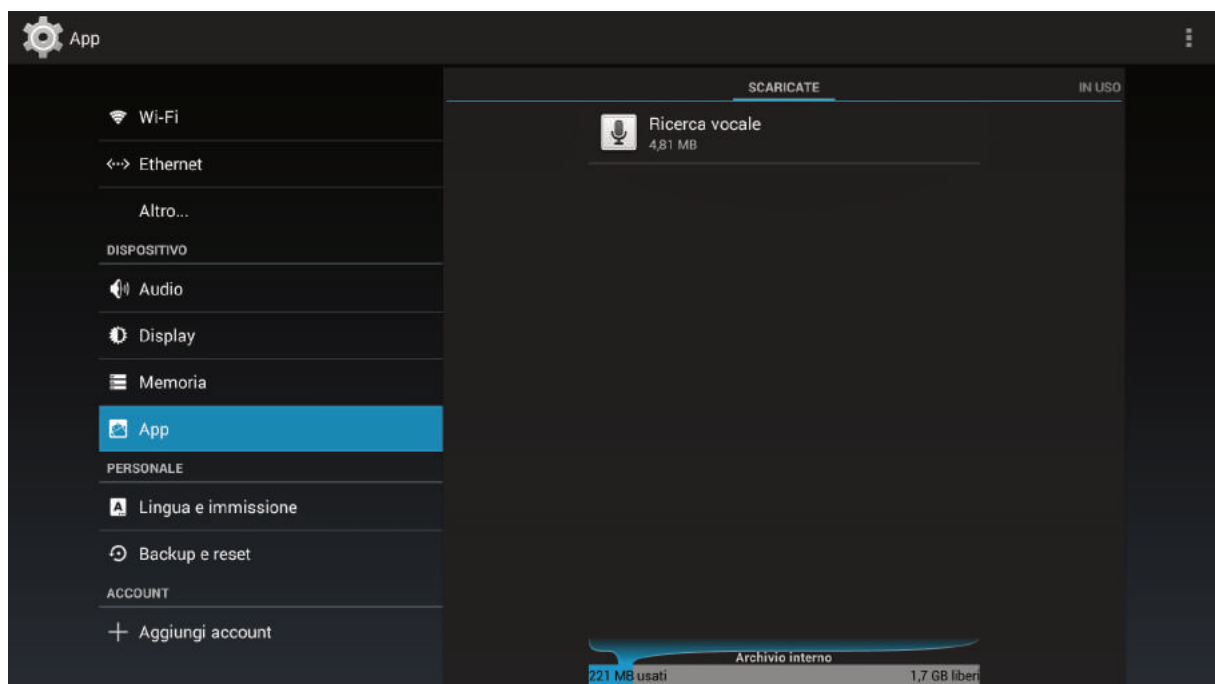 App
Wi-Fi
Ethernet
Altro...
DISPOSITIVO
Audio
Display
Memoria
App
PERSONALE
Lingua e immissione
Backup e reset
ACCOUNT
Aggiungi account
SCARICATE
IN USO
Ricerca vocale
4,81 MB
Archivio interno
221 MB usati
1,7 GB liberi